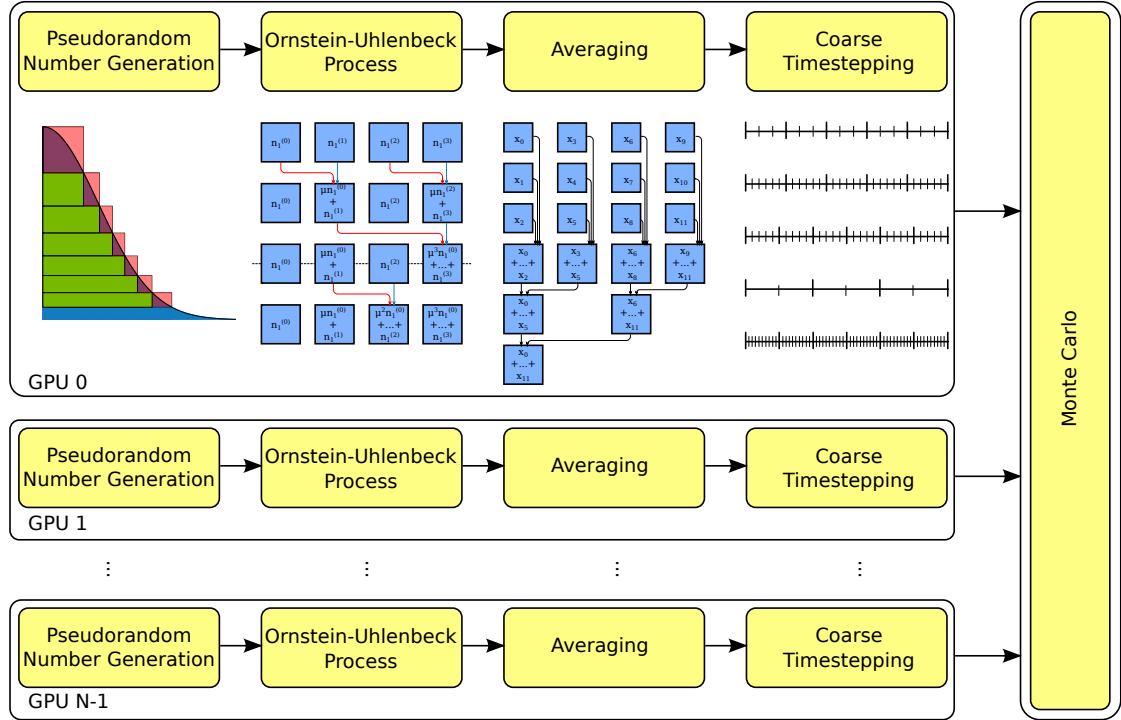 Pseudorandom
Number Generation
Ornstein-Uhlenbeck
Process
Averaging
Coarse
Timestepping
n₁⁽⁰⁾ n₁⁽¹⁾ n₁⁽²⁾ n₁⁽³⁾
n₁⁽⁰⁾ μn₁⁽⁰⁾ n₁⁽²⁾ μn₁⁽²⁾
+ +
n₁⁽¹⁾ n₁⁽³⁾
n₁⁽⁰⁾ μn₁⁽⁰⁾ n₁⁽²⁾ μ³n₁⁽⁰⁾
+ +...+
n₁⁽¹⁾ n₁⁽³⁾
n₁⁽⁰⁾ μn₁⁽⁰⁾ μ²n₁⁽⁰⁾ μ³n₁⁽⁰⁾
+ +...+ +...+
n₁⁽¹⁾ n₁⁽²⁾ n₁⁽³⁾
x₀ x₃ x₆ x₉
x₁ x₄ x₇ x₁₀
x₂ x₅ x₈ x₁₁
x₀ x₃ x₆ x₉
+...+ +...+ +...+ +...+
x₂ x₅ x₈ x₁₁
x₀ x₆
+...+ +...+
x₅ x₁₁
x₀
+...+
x₁₁
GPU 0
Pseudorandom
Number Generation
Ornstein-Uhlenbeck
Process
Averaging
Coarse
Timestepping
GPU 1
⋮ ⋮ ⋮ ⋮
Pseudorandom
Number Generation
Ornstein-Uhlenbeck
Process
Averaging
Coarse
Timestepping
GPU N-1
Monte Carlo